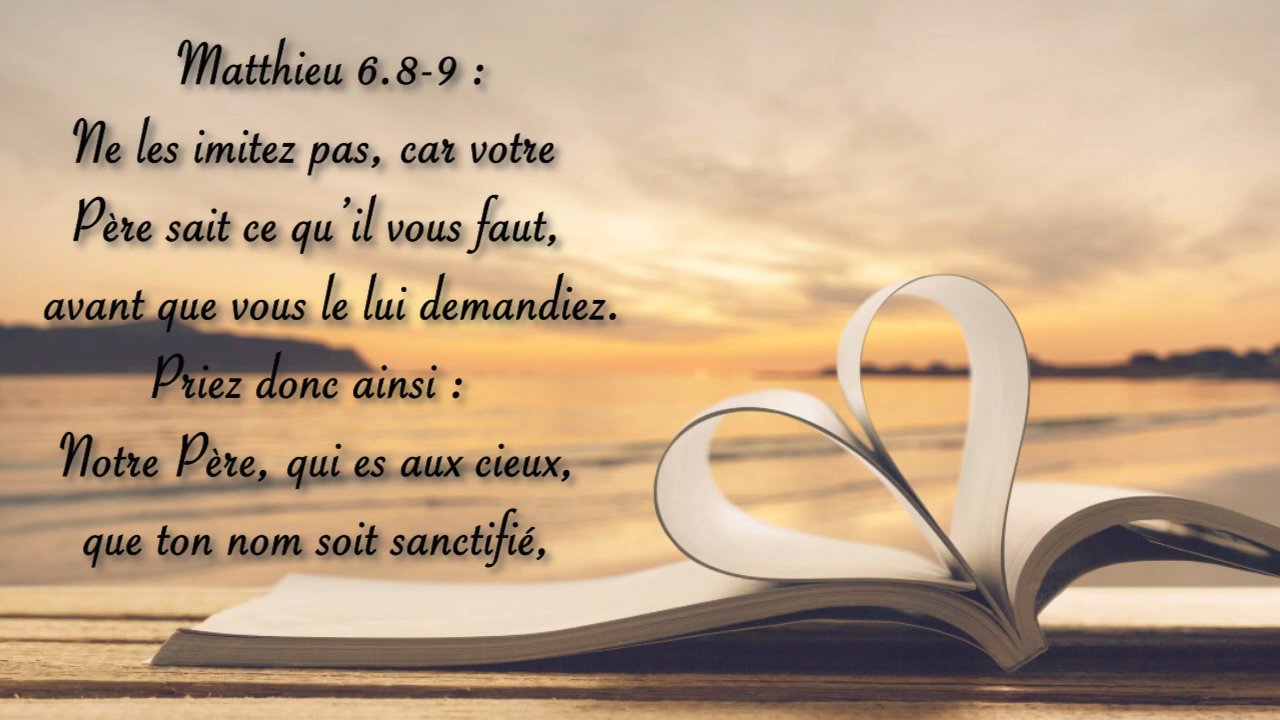 Matthieu 6.8-9 :
Ne les imitez pas, car votre
Père sait ce qu’il vous faut,
avant que vous le lui demandiez.
Priez donc ainsi :
Notre Père, qui es aux cieux,
que ton nom soit sanctifié,